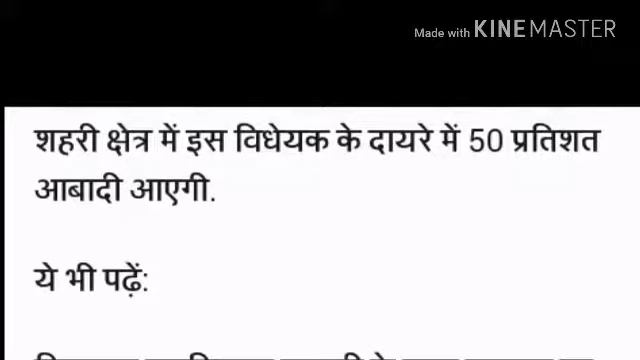 Made with KINEMASTER
शहरी क्षेत्र में इस विधेयक के दायरे में 50 प्रतिशत
आबादी आएगी.
ये भी पढ़ें: